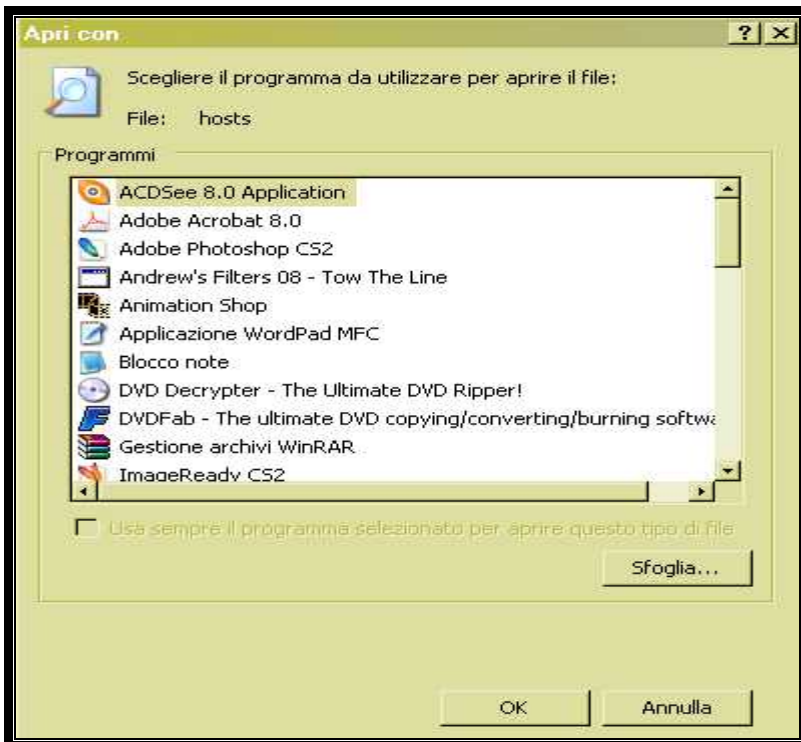 Apri con
Scegliere il programma da utilizzare per aprire il file:
File: hosts
Programmi
ACDSee 8.0 Application
Adobe Acrobat 8.0
Adobe Photoshop CS2
Andrew's Filters 08 - Tow The Line
Animation Shop
Applicazione WordPad MFC
Blocco note
DVD Decrypter - The Ultimate DVD Ripper!
DVDFab - The ultimate DVD copying/converting/burning softwa
Gestione archivi WinRAR
ImageReady CS2
Usa sempre il programma selezionato per aprire questo tipo di file
Sfoglia...
OK
Annulla